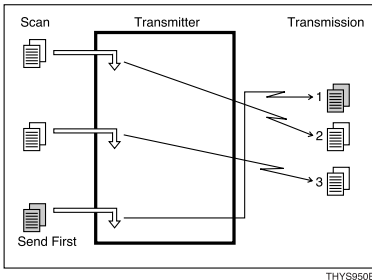 Scan Transmitter Transmission
1
2
3
Send First
THYS950E